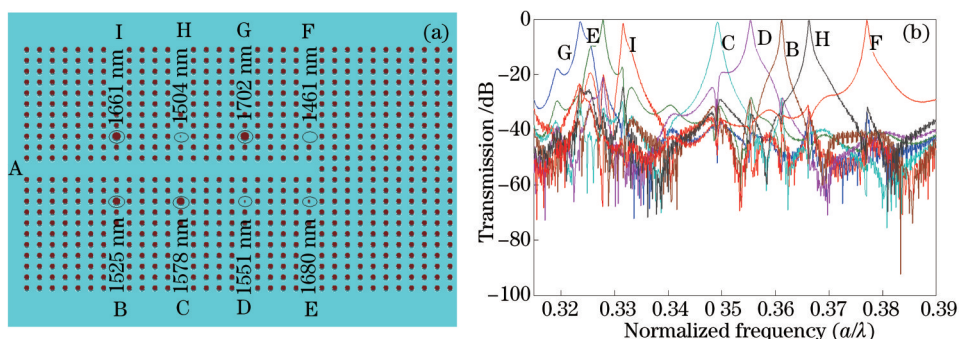 I H G F (a)
1661 nm
1504 nm
1702 nm
1461 nm
A
1525 nm
1578 nm
1551 nm
1680 nm
B C D E
(b)
0
−20
−40
−60
−80
−100
Transmission /dB
G E I C D B H F
0.32 0.33 0.34 0.35 0.36 0.37 0.38 0.39
Normalized frequency (a/λ)